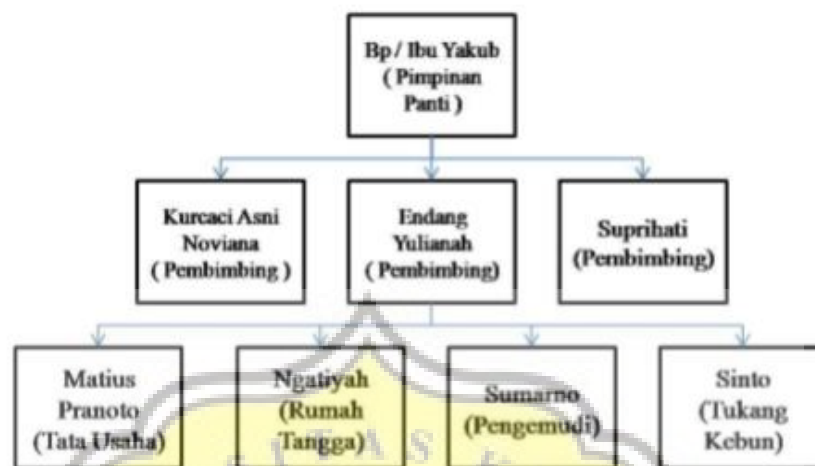 Bp / Ibu Yakub
( Pimpinan
Panti )
Kurcaci Asni
Noviana
( Pembimbing )
Endang
Yulianah
( Pembimbing)
Suprihati
(Pembimbing)
Matius
Pranoto
(Tata Usaha)
Ngatiyah
(Rumah
Tangga)
Sumarno
(Pengemudi)
Sinto
(Tukang
Kebun)